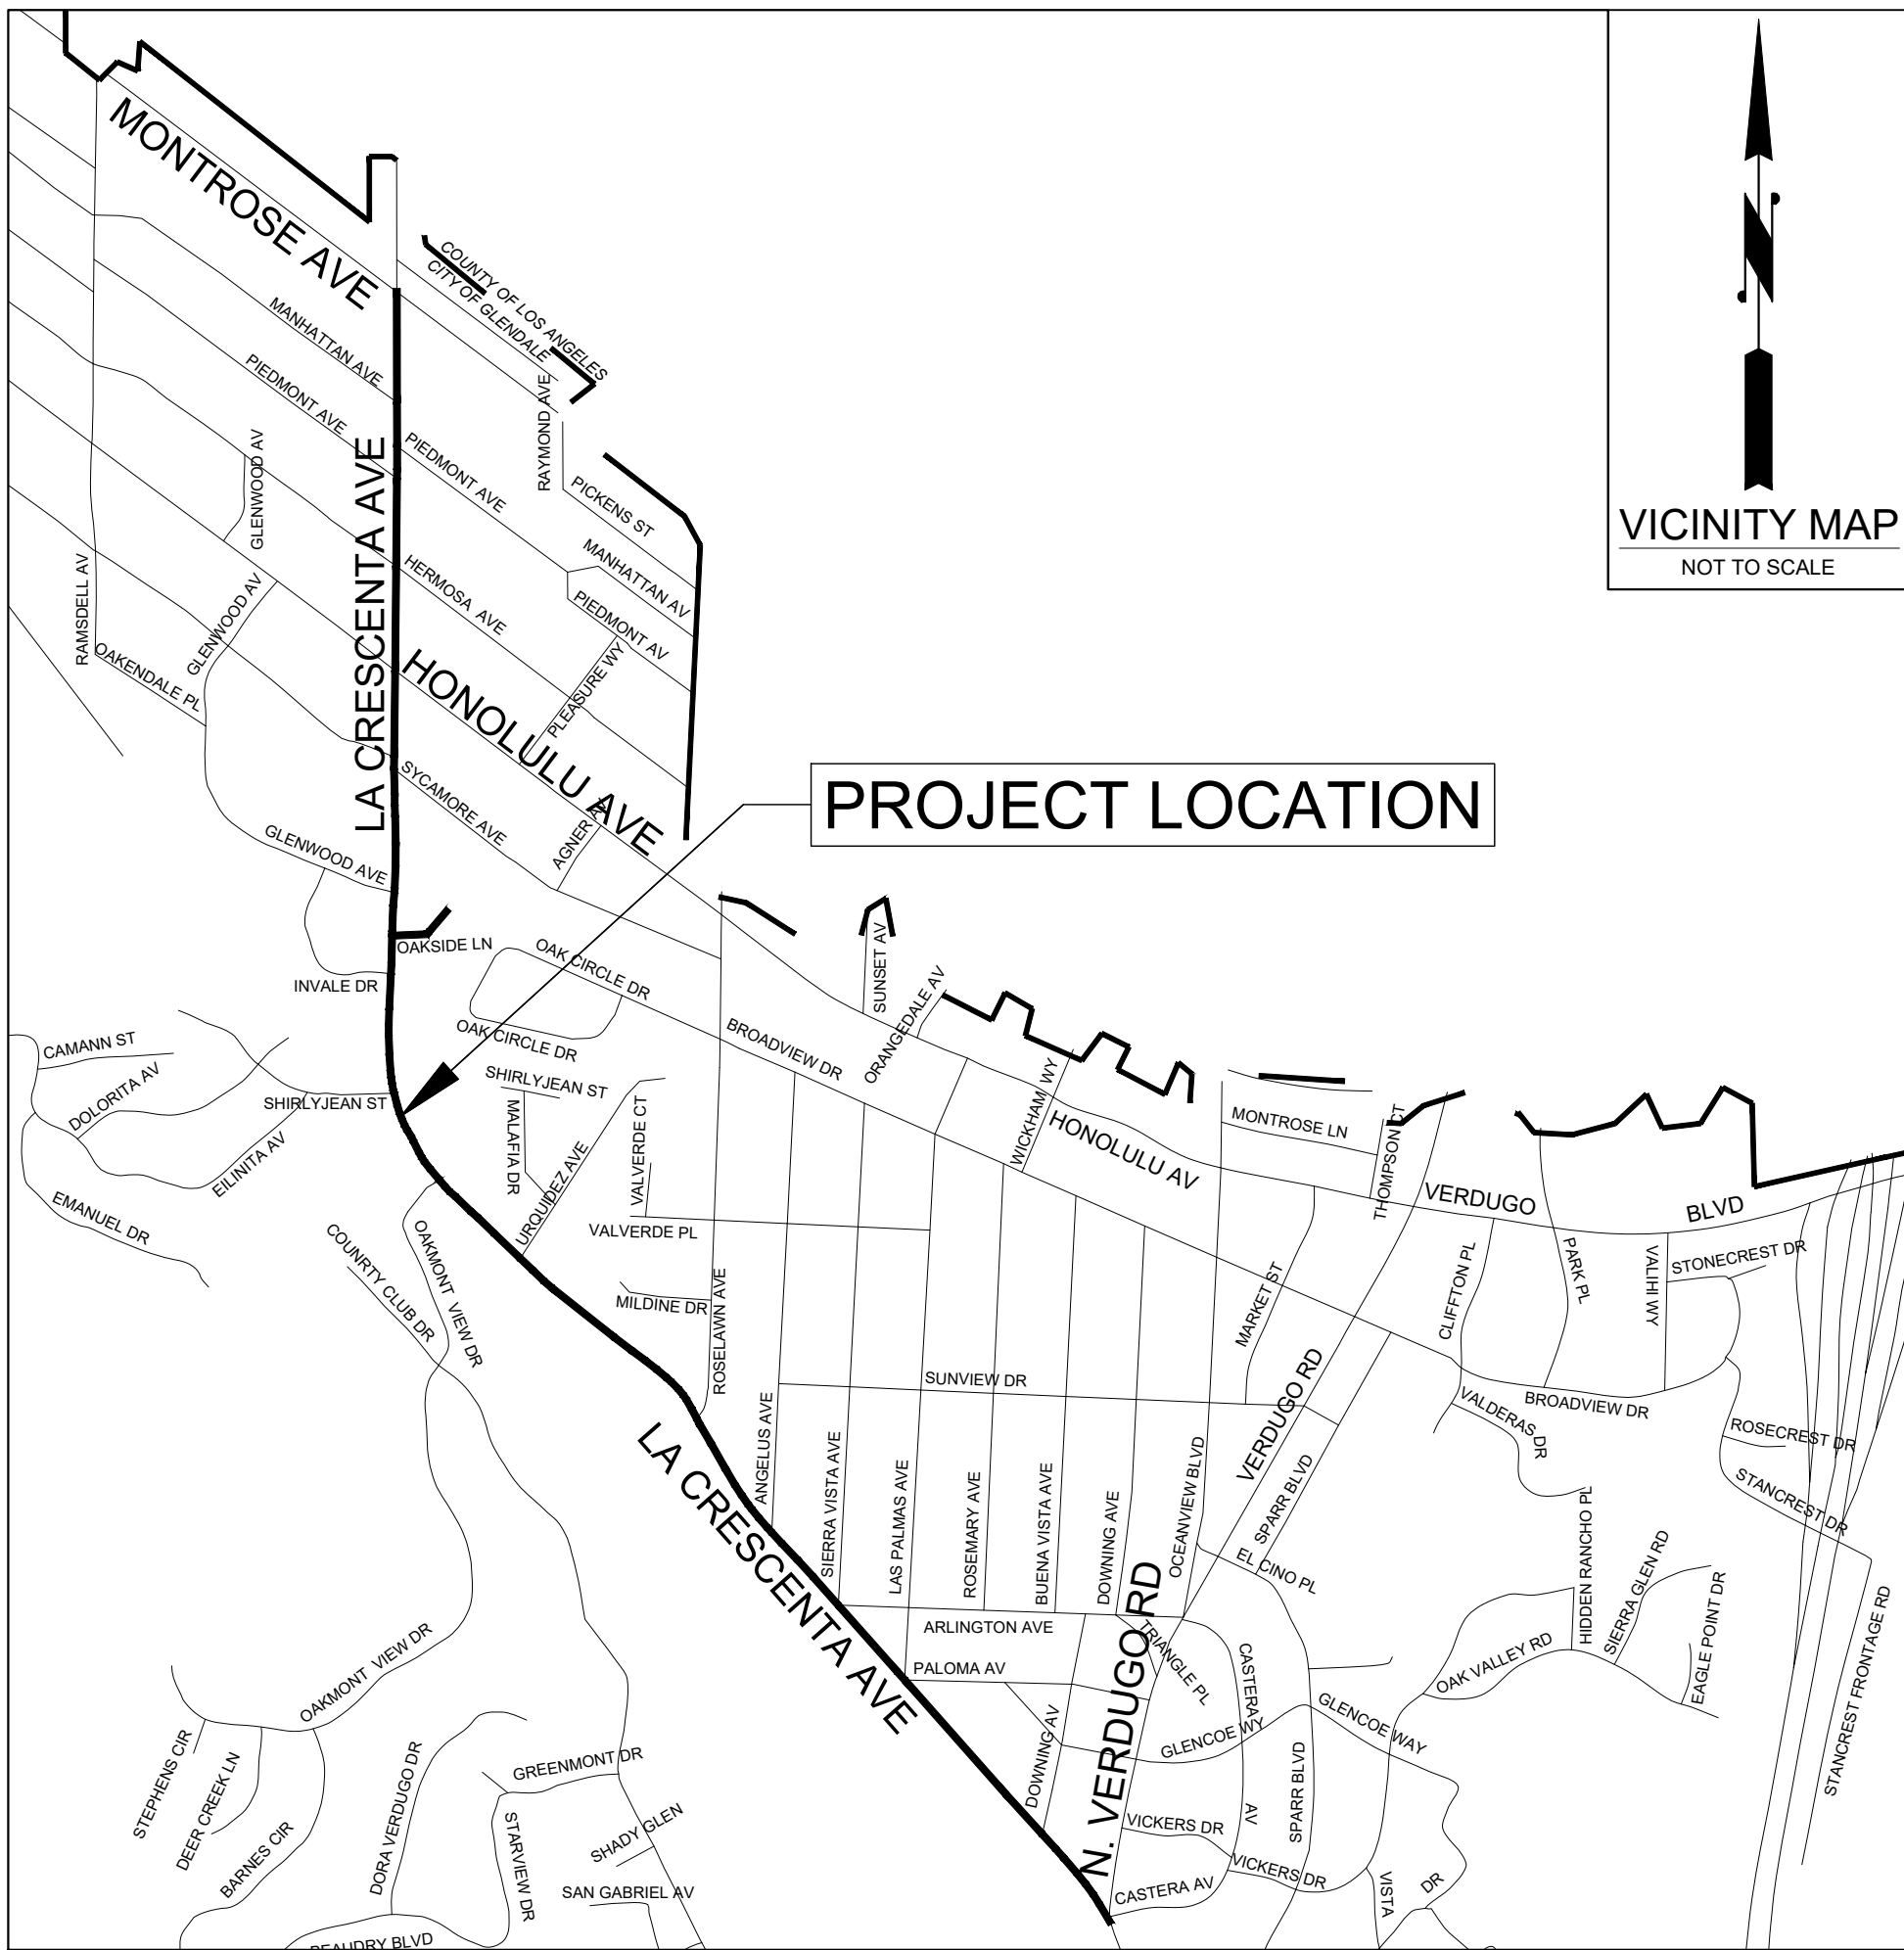 MONTROSE AVE
COUNTY OF LOS ANGELES
CITY OF GLENDALE
VICINITY MAP
NOT TO SCALE
MANHATTAN AVE
PIEDMONT AVE
RAYMOND AVE
GLENWOOD AV
LA CRESCENTA AVE
PIEDMONT AVE
PICKENS ST
MANHATTAN AV
PIEDMONT AV
RAMSDELL AV
GLENWOOD AV
HERMOSA AVE
OAKENDALE PL
HONOLULU AVE
PLEASURE WY
SYCAMORE AVE
AGNER
PROJECT LOCATION
GLENWOOD AVE
OAKSIDE LN
INVALE DR
OAK CIRCLE DR
OAK CIRCLE DR
BROADVIEW DR
SUNSET AV
ORANGEDALE AV
WICKHAM WY
HONOLULU AV
MONTROSE LN
THOMPSON CT
VERDUGO
BLVD
CAMANN ST
DOLORITA AV
SHIRLYJEAN ST
EILINITA AV
EMANUEL DR
SHIRLYJEAN ST
MALAFIA DR
URQUIDEZ AVE
VALVERDE CT
VALVERDE PL
MILDINE DR
ROSELAWN AVE
COUNRTY CLUB DR
OAKMONT VIEW DR
MARKET ST
CLIFFTON PL
PARK PL
VALIHI WY
STONECREST DR
SUNVIEW DR
VERDUGO RD
VALDERAS DR
BROADVIEW DR
ROSECREST DR
STANCREST DR
LA CRESCENTA AVE
ANGELUS AVE
SIERRA VISTA AVE
LAS PALMAS AVE
ROSEMARY AVE
BUENA VISTA AVE
DOWNING AVE
OCEANVIEW BLVD
SPARR BLVD
EL CINO PL
HIDDEN RANCHO PL
SIERRA GLEN RD
EAGLE POINT DR
STANCREST FRONTAGE RD
OAK VALLEY RD
ARLINGTON AVE
PALOMA AV
TRIANGLE PL
N. VERDUGO RD
CASTERA
AV
GLENCOE WY
GLENCOE WAY
DOWNING AV
SPARR BLVD
VICKERS DR
VICKERS DR
CASTERA AV
VISTA
DR
OAKMONT VIEW DR
STEPHENS CIR
DEER CREEK LN
BARNES CIR
DORA VERDUGO DR
GREENMONT DR
STARVIEW DR
SHADY GLEN
SAN GABRIEL AV
BEAUDRY BLVD